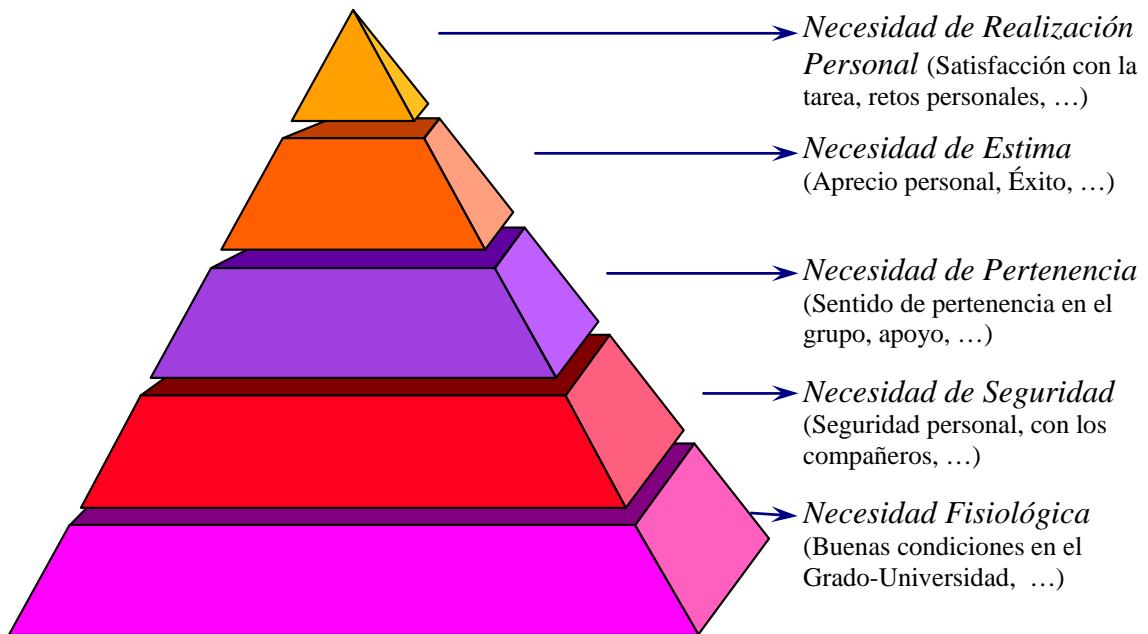 Necesidad de Realización
Personal (Satisfacción con la
tarea, retos personales, …)
Necesidad de Estima
(Aprecio personal, Éxito, …)
Necesidad de Pertenencia
(Sentido de pertenencia en el
grupo, apoyo, …)
Necesidad de Seguridad
(Seguridad personal, con los
compañeros, …)
Necesidad Fisiológica
(Buenas condiciones en el
Grado-Universidad,  …)